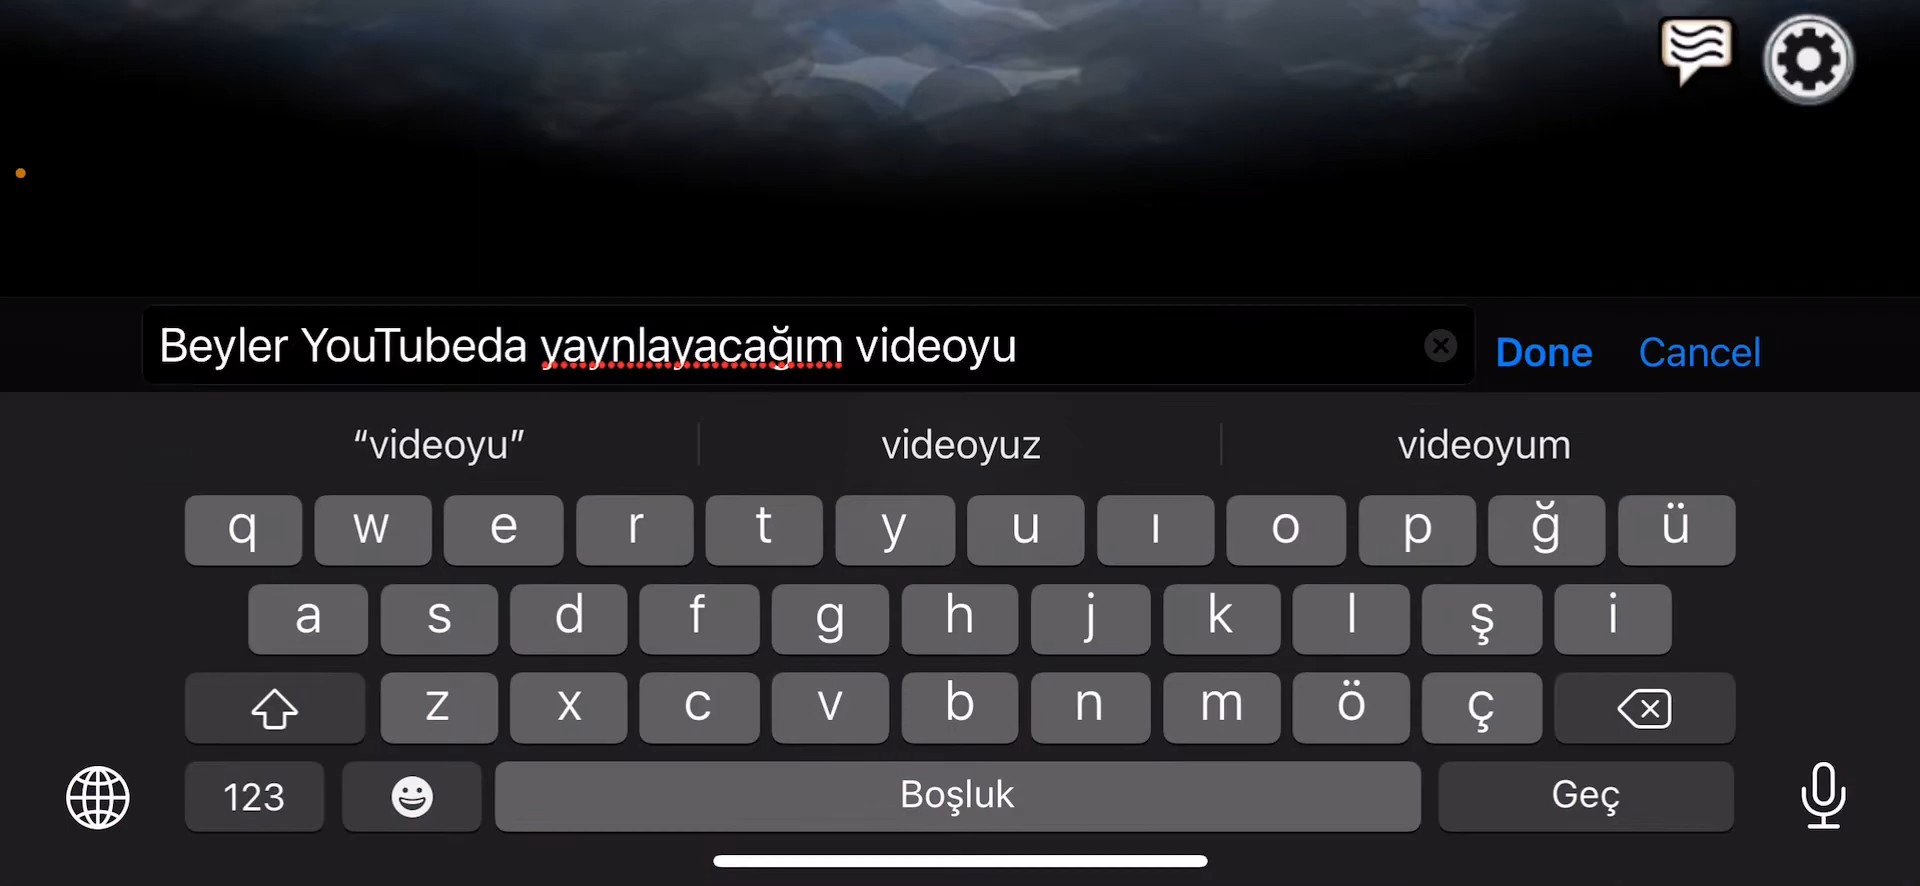 Beyler YouTubeda yaynlayacağım videoyu
Done Cancel
“videoyu” videoyuz videoyum
q w e r t y u ı o p ğ ü
a s d f g h j k l ş i
z x c v b n m ö ç
123 Boşluk Geç